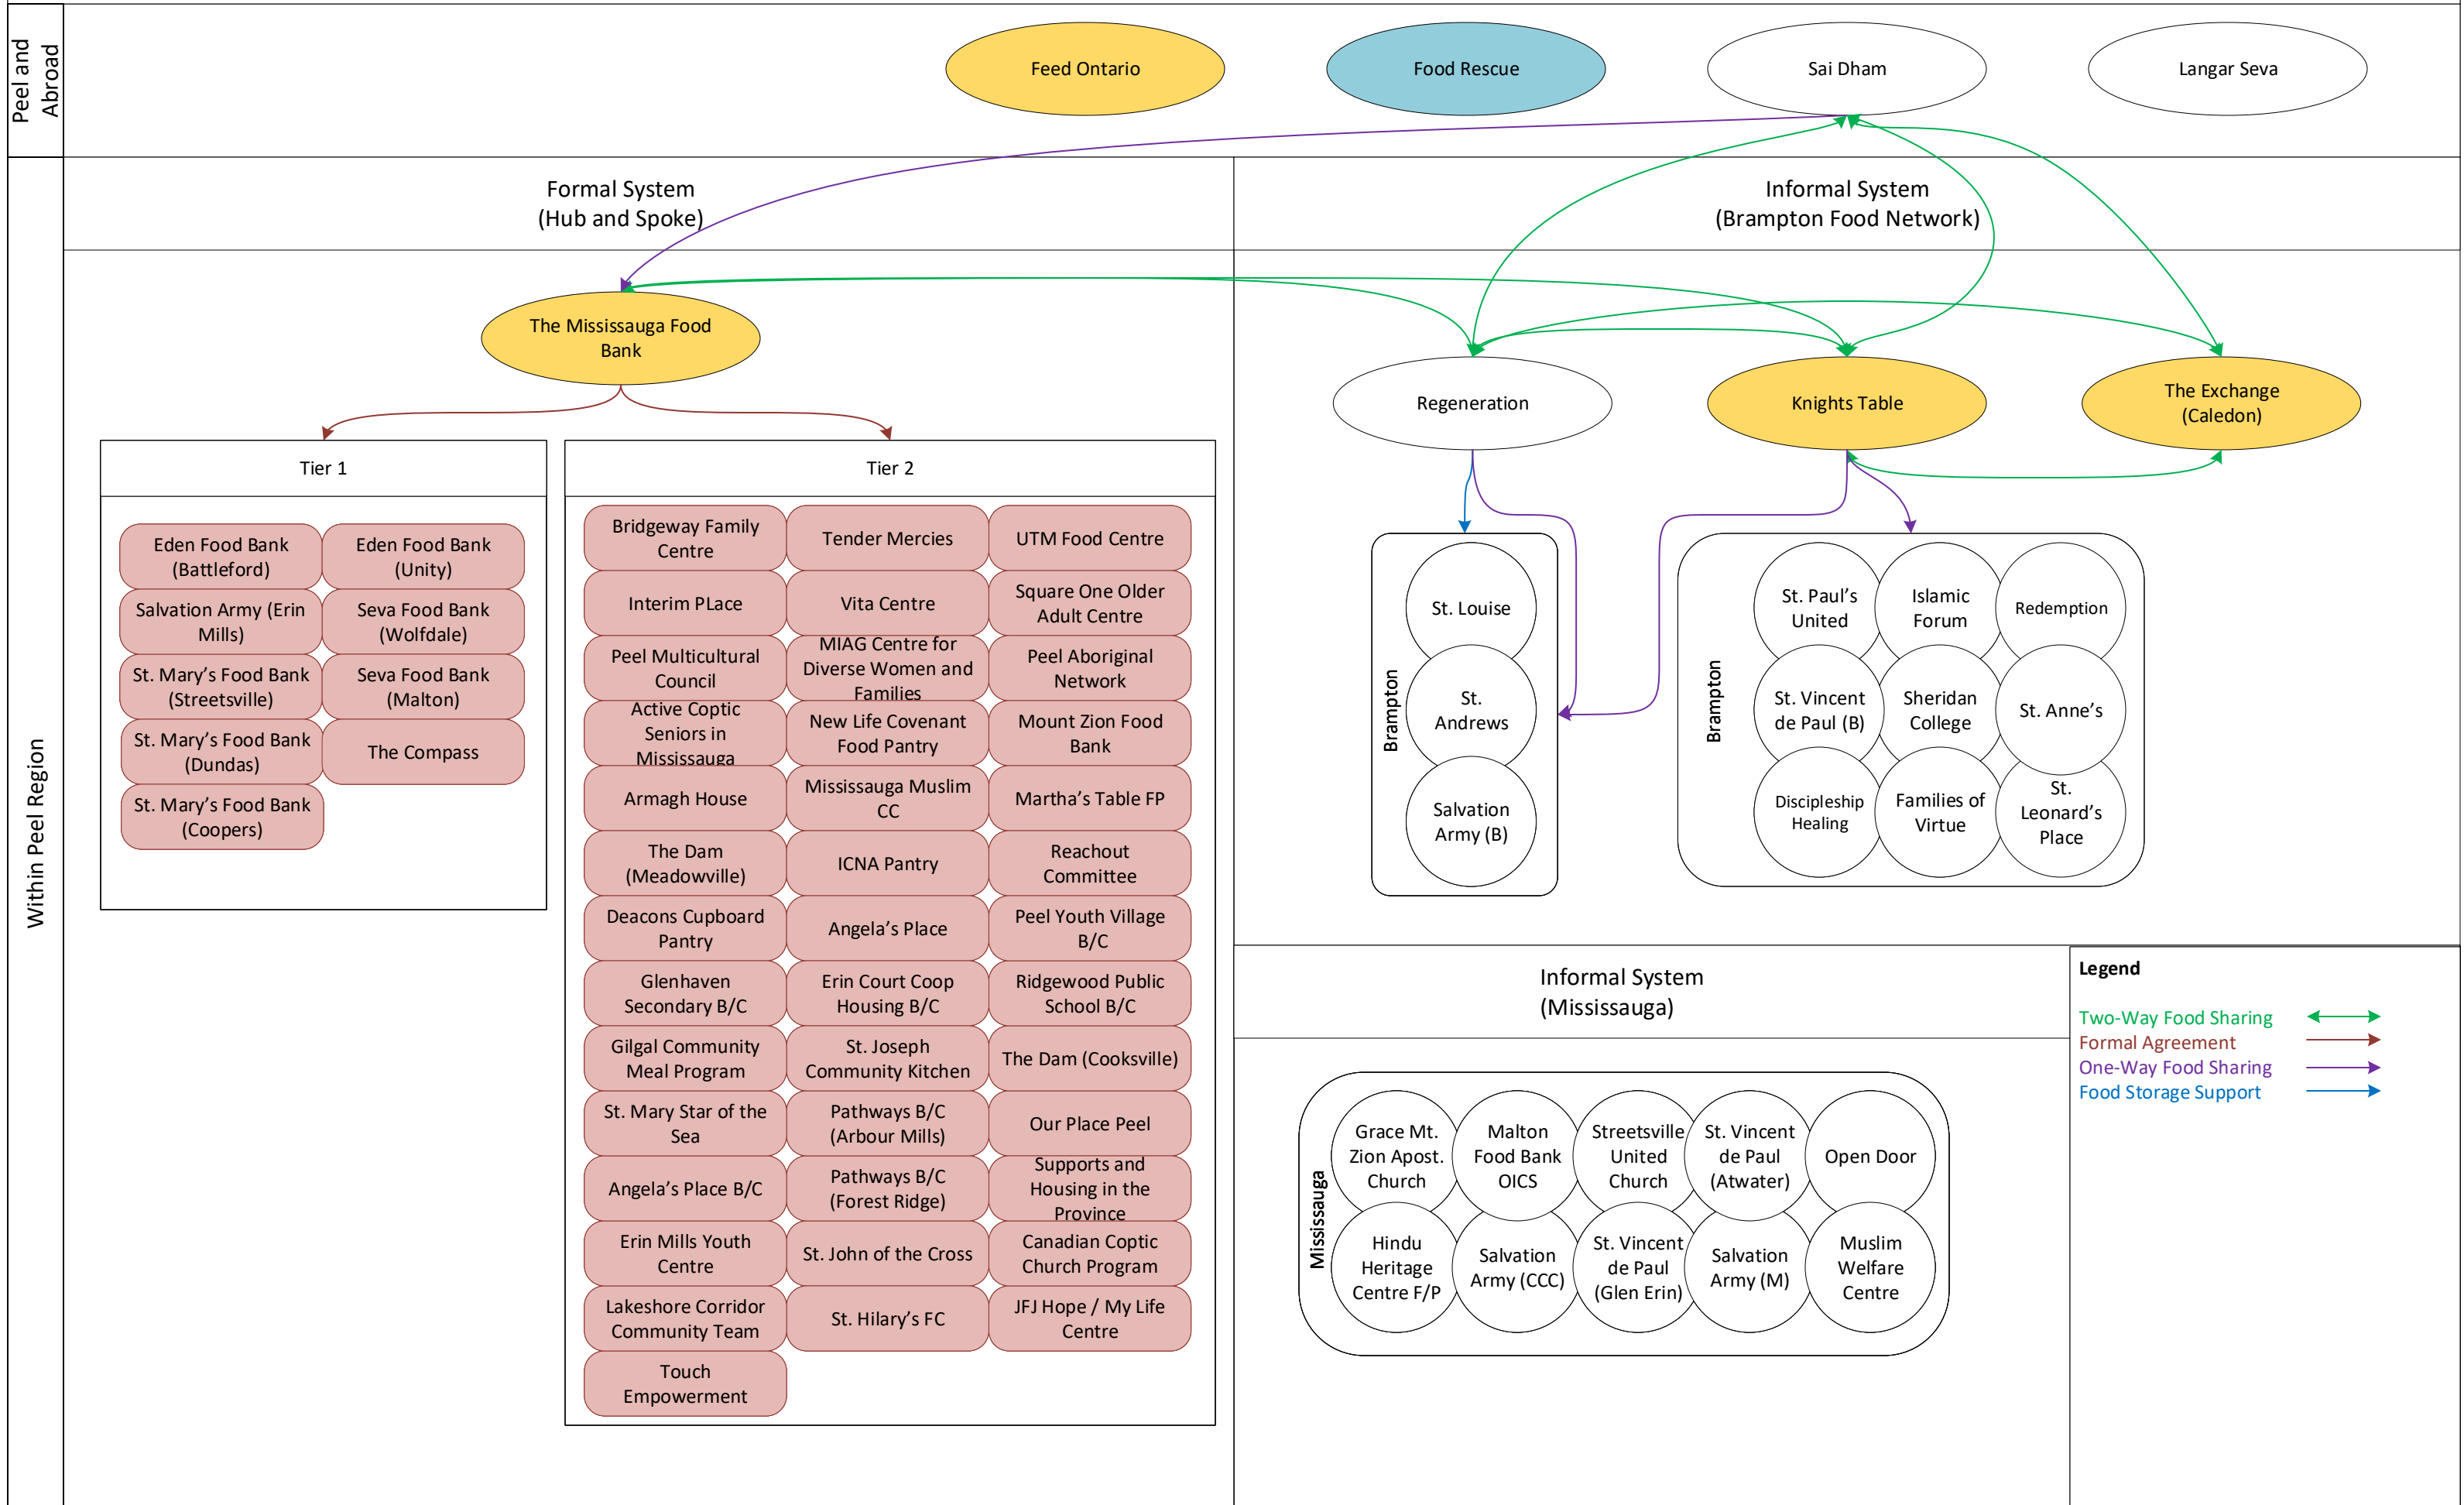 Peel and
Abroad
Feed Ontario
Food Rescue
Sai Dham
Langar Seva
Within Peel Region
Formal System
(Hub and Spoke)
Informal System
(Brampton Food Network)
The Mississauga Food
Bank
Regeneration
Knights Table
The Exchange
(Caledon)
Tier 1
Eden Food Bank
(Battleford)
Eden Food Bank
(Unity)
Salvation Army (Erin
Mills)
Seva Food Bank
(Wolfdale)
St. Mary’s Food Bank
(Streetsville)
Seva Food Bank
(Malton)
St. Mary’s Food Bank
(Dundas)
The Compass
St. Mary’s Food Bank
(Coopers)
Tier 2
Bridgeway Family
Centre
Tender Mercies
UTM Food Centre
Interim PLace
Vita Centre
Square One Older
Adult Centre
Peel Multicultural
Council
MIAG Centre for
Diverse Women and
Families
Peel Aboriginal
Network
Active Coptic
Seniors in
Mississauga
New Life Covenant
Food Pantry
Mount Zion Food
Bank
Armagh House
Mississauga Muslim
CC
Martha’s Table FP
The Dam
(Meadowville)
ICNA Pantry
Reachout
Committee
Deacons Cupboard
Pantry
Angela’s Place
Peel Youth Village
B/C
Glenhaven
Secondary B/C
Erin Court Coop
Housing B/C
Ridgewood Public
School B/C
Gilgal Community
Meal Program
St. Joseph
Community Kitchen
The Dam (Cooksville)
St. Mary Star of the
Sea
Pathways B/C
(Arbour Mills)
Our Place Peel
Angela’s Place B/C
Pathways B/C
(Forest Ridge)
Supports and
Housing in the
Province
Erin Mills Youth
Centre
St. John of the Cross
Canadian Coptic
Church Program
Lakeshore Corridor
Community Team
St. Hilary’s FC
JFJ Hope / My Life
Centre
Touch
Empowerment
Brampton
St. Louise
St.
Andrews
Salvation
Army (B)
Brampton
St. Paul’s
United
Islamic
Forum
Redemption
St. Vincent
de Paul (B)
Sheridan
College
St. Anne’s
Discipleship
Healing
Families of
Virtue
St.
Leonard’s
Place
Informal System
(Mississauga)
Mississauga
Grace Mt.
Zion Apost.
Church
Malton
Food Bank
OICS
Streetsville
United
Church
St. Vincent
de Paul
(Atwater)
Open Door
Hindu
Heritage
Centre F/P
Salvation
Army (CCC)
St. Vincent
de Paul
(Glen Erin)
Salvation
Army (M)
Muslim
Welfare
Centre
Legend
Two-Way Food Sharing
Formal Agreement
One-Way Food Sharing
Food Storage Support